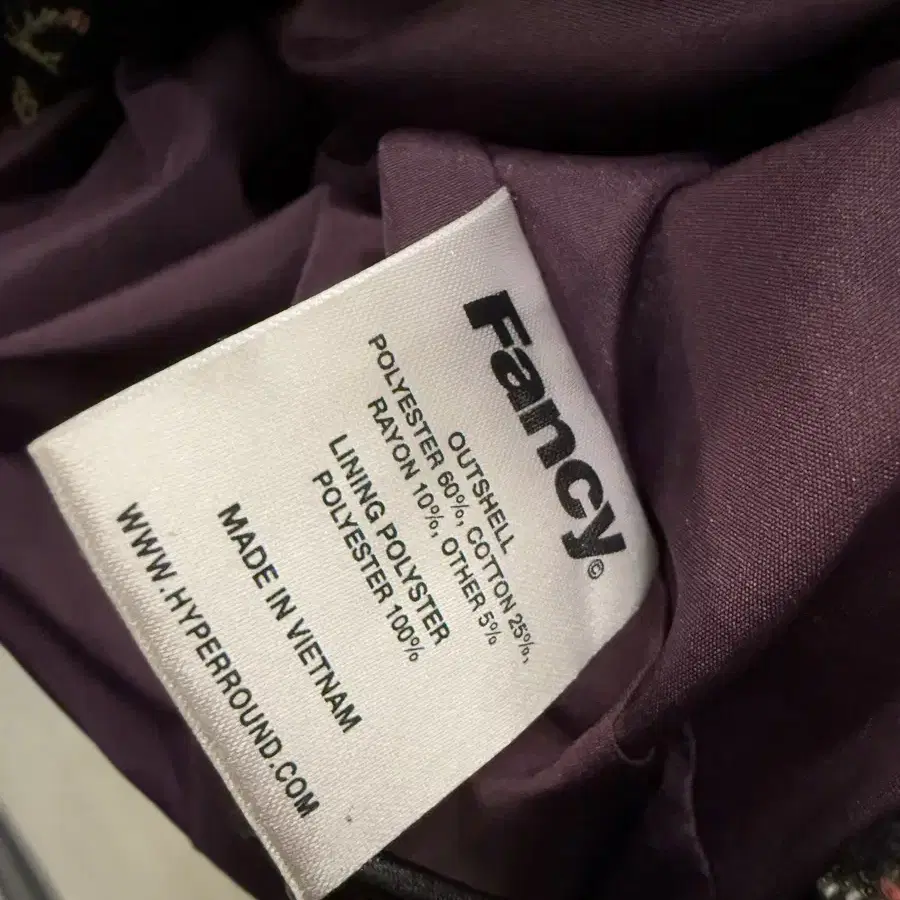 Fancy©
OUTSHELL
POLYESTER 60%, COTTON 25%,
RAYON 10%, OTHER 5%
LINING POLYSTER
POLYESTER 100%
MADE IN VIETNAM
WWW.HYPERROUND.COM